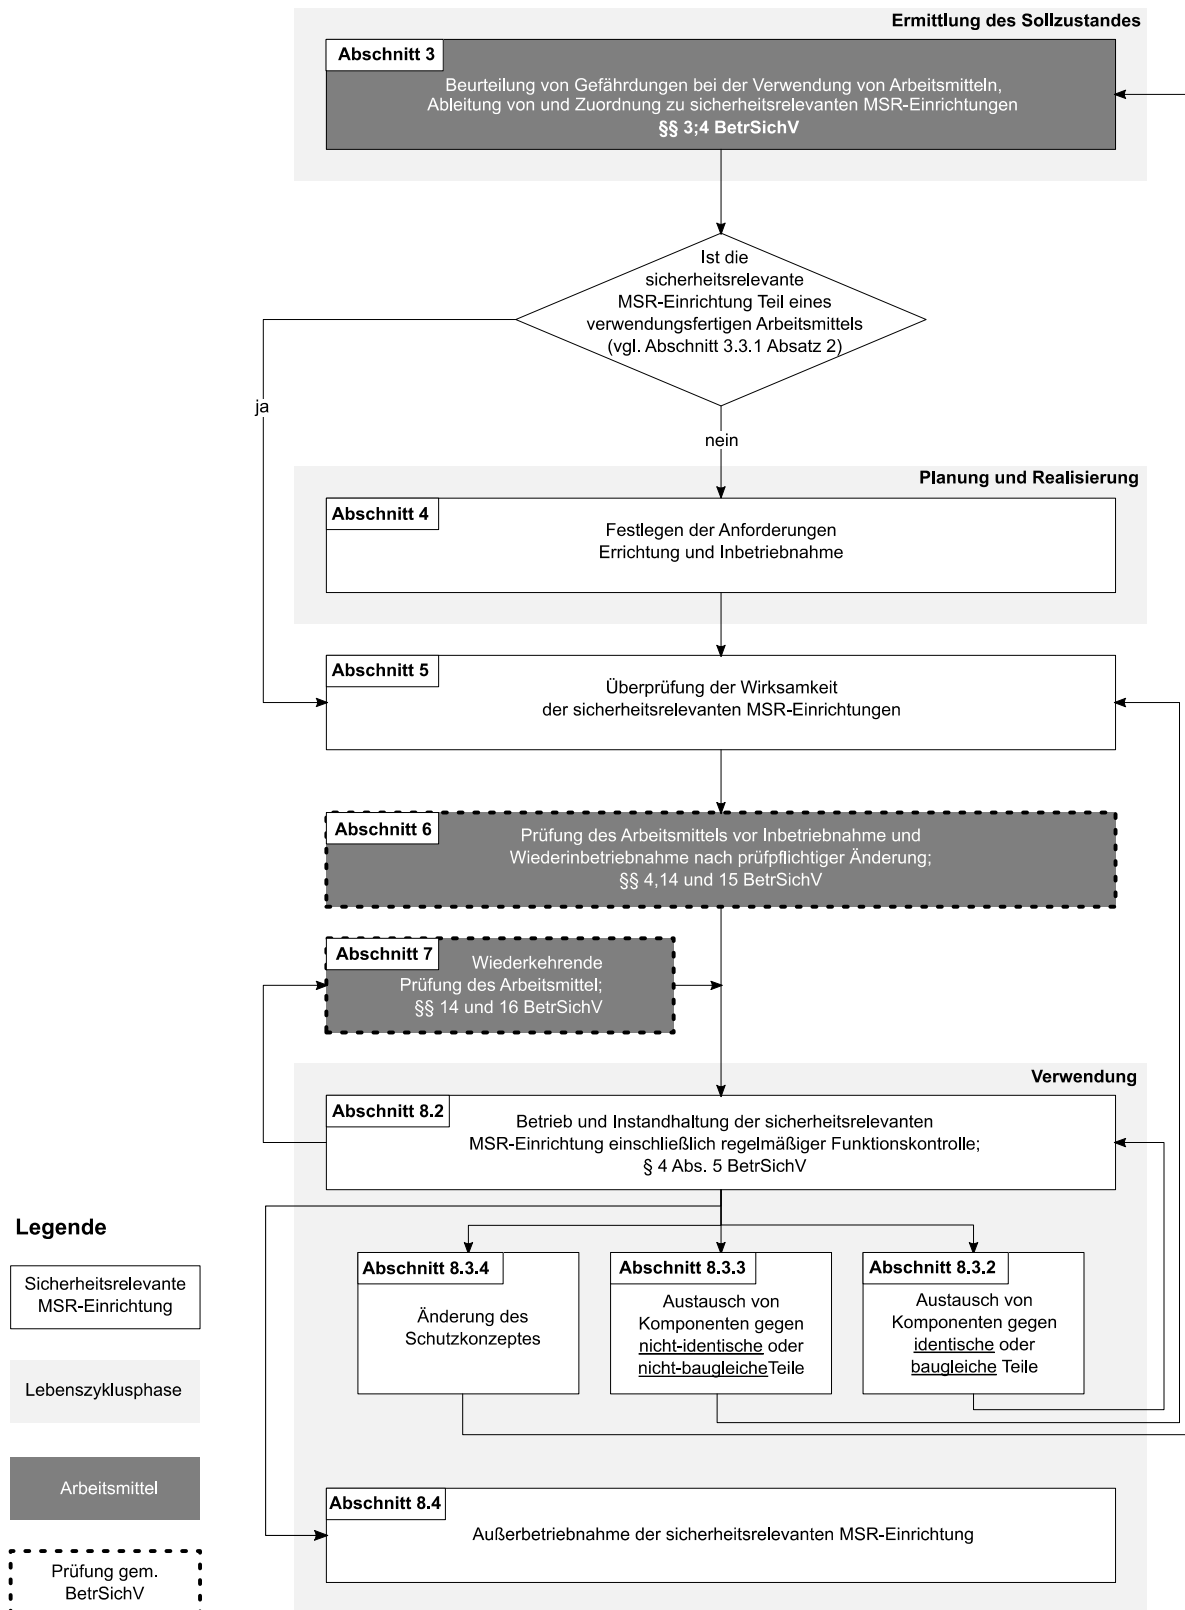 Ermittlung des Sollzustandes
Abschnitt 3
Beurteilung von Gefährdungen bei der Verwendung von Arbeitsmitteln,
Ableitung von und Zuordnung zu sicherheitsrelevanten MSR-Einrichtungen
§§ 3;4 BetrSichV
Ist die
sicherheitsrelevante
MSR-Einrichtung Teil eines
verwendungsfertigen Arbeitsmittels
(vgl. Abschnitt 3.3.1 Absatz 2)
ja
nein
Planung und Realisierung
Abschnitt 4
Festlegen der Anforderungen
Errichtung und Inbetriebnahme
Abschnitt 5
Überprüfung der Wirksamkeit
der sicherheitsrelevanten MSR-Einrichtungen
Abschnitt 6
Prüfung des Arbeitsmittels vor Inbetriebnahme und
Wiederinbetriebnahme nach prüfpflichtiger Änderung;
§§ 4,14 und 15 BetrSichV
Abschnitt 7
Wiederkehrende
Prüfung des Arbeitsmittel;
§§ 14 und 16 BetrSichV
Verwendung
Abschnitt 8.2
Betrieb und Instandhaltung der sicherheitsrelevanten
MSR-Einrichtung einschließlich regelmäßiger Funktionskontrolle;
§ 4 Abs. 5 BetrSichV
Abschnitt 8.3.4
Änderung des
Schutzkonzeptes
Abschnitt 8.3.3
Austausch von
Komponenten gegen
nicht-identische oder
nicht-baugleicheTeile
Abschnitt 8.3.2
Austausch von
Komponenten gegen
identische oder
baugleiche Teile
Abschnitt 8.4
Außerbetriebnahme der sicherheitsrelevanten MSR-Einrichtung
Legende
Sicherheitsrelevante
MSR-Einrichtung
Lebenszyklusphase
Arbeitsmittel
Prüfung gem.
BetrSichV